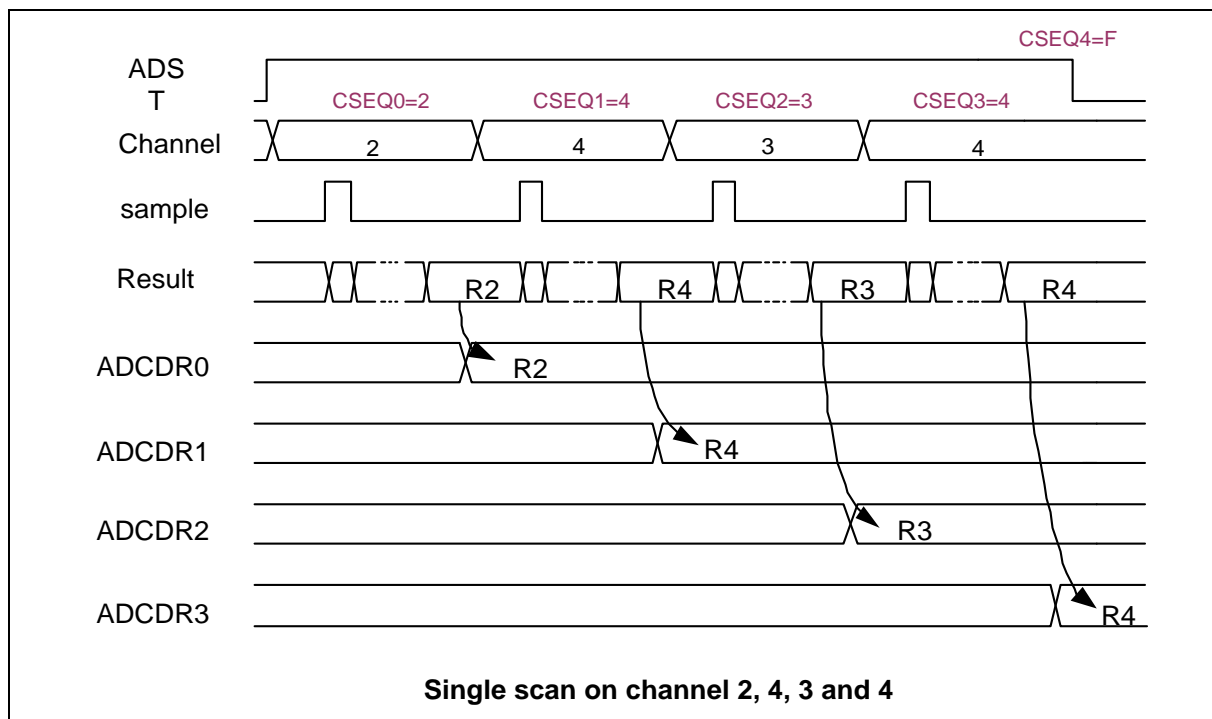 CSEQ4=F
ADS
T
CSEQ0=2 CSEQ1=4 CSEQ2=3 CSEQ3=4
Channel 2 4 3 4
sample
Result R2 R4 R3 R4
ADCDR0 R2
ADCDR1 R4
ADCDR2 R3
ADCDR3 R4
Single scan on channel 2, 4, 3 and 4